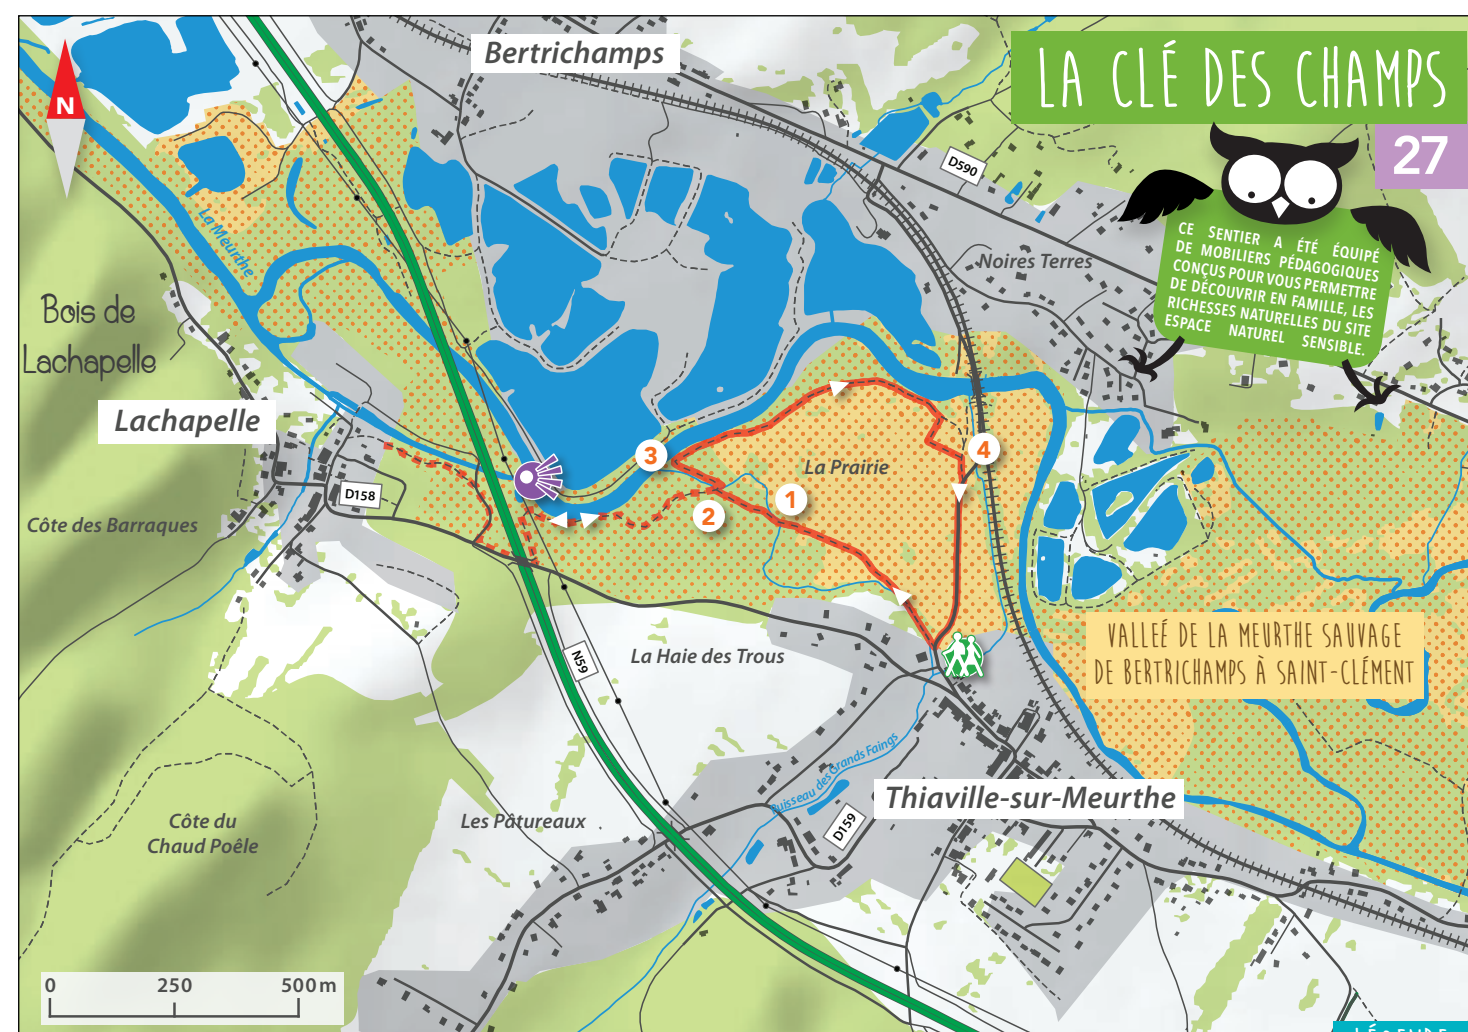 Bertrichamps
LA CLÉ DES CHAMPS
27
N
D590
CE SENTIER A ÉTÉ ÉQUIPÉ
DE MOBILIERS PÉDAGOGIQUES
CONÇUS POUR VOUS PERMETTRE
DE DÉCOUVRIR EN FAMILLE, LES
RICHESSES NATURELLES DU SITE
ESPACE NATUREL SENSIBLE.
La Meurthe
Noires Terres
Bois de
Lachapelle
Lachapelle
3
4
La Prairie
D158
1
2
Côte des Barraques
VALLEÉ DE LA MEURTHE SAUVAGE
DE BERTRICHAMPS À SAINT-CLÉMENT
N59
La Haie des Trous
Ruisseau des Grands Faings
Thiaville-sur-Meurthe
Côte du
Chaud Poêle
Les Pâtureaux
D159
0 250 500 m